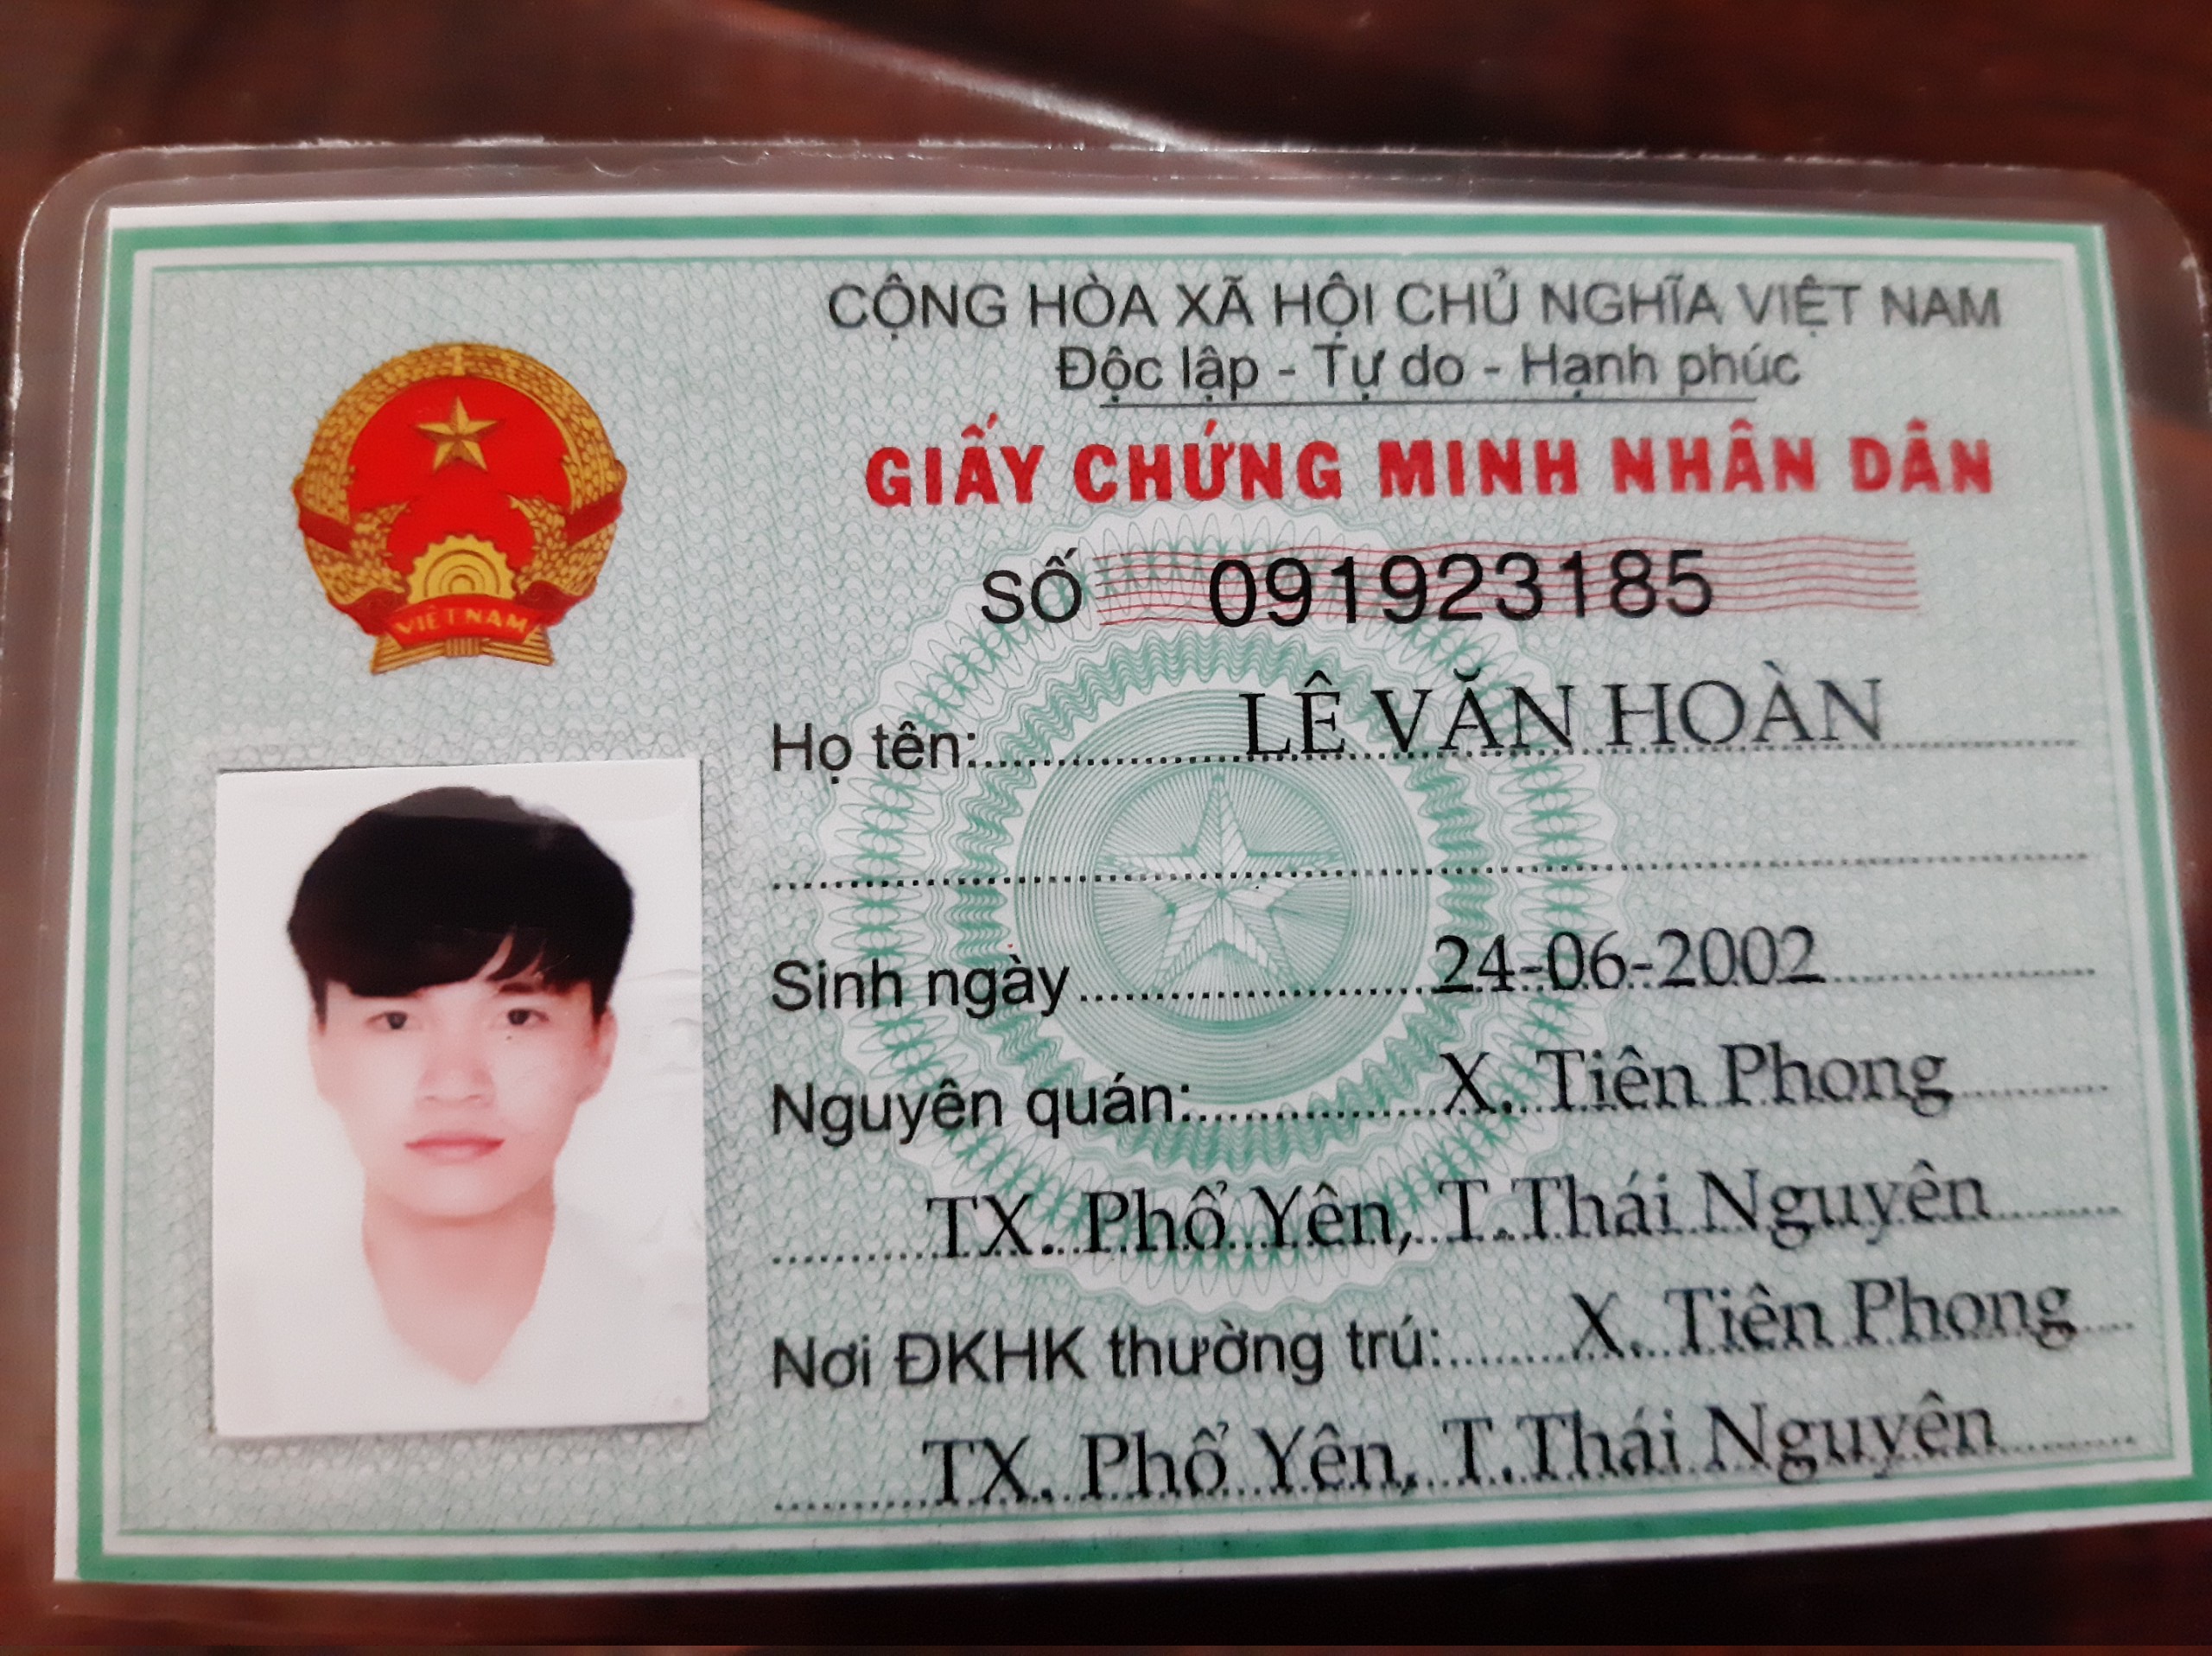 CỘNG HÒA XÃ HỘI CHỦ NGHĨA VIỆT NAM
Độc lập - Tự do - Hạnh phúc
GIẤY CHỨNG MINH NHÂN DÂN
SỐ 091923185
VIỆT NAM
Họ tên: LÊ VĂN HOÀN
Sinh ngày 24-06-2002
Nguyên quán: X. Tiên Phong
TX. Phổ Yên, T.Thái Nguyên
Nơi ĐKHK thường trú: X. Tiên Phong
TX. Phổ Yên, T.Thái Nguyên